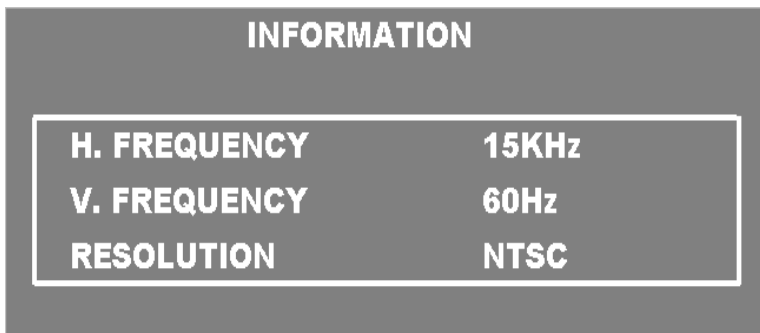 INFORMATION
H. FREQUENCY 15KHz
V. FREQUENCY 60Hz
RESOLUTION NTSC